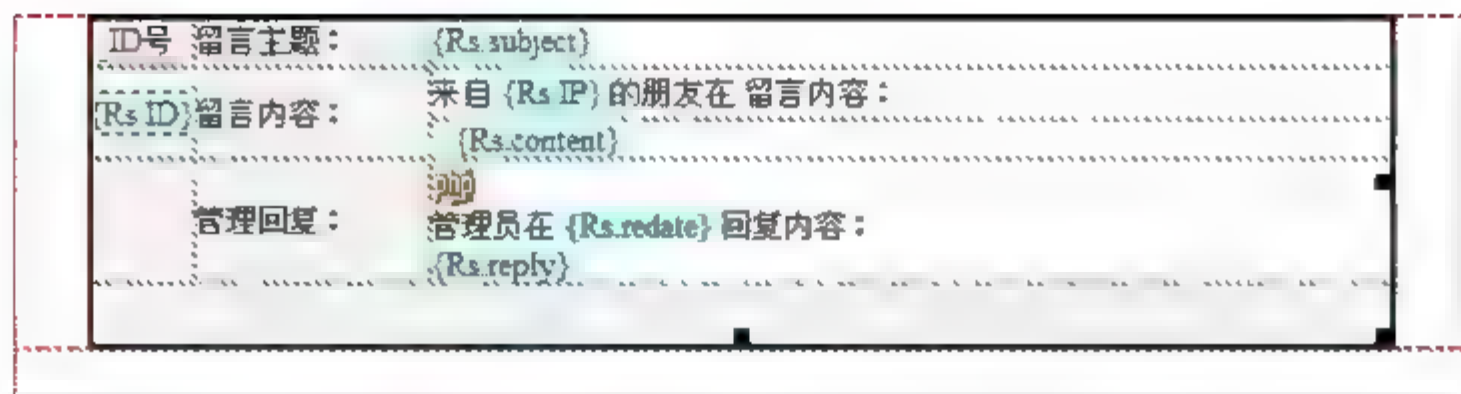 ID号 留言主题： {Rs.subject}
来自 {Rs.IP} 的朋友在 留言内容：
{Rs.ID} 留言内容：
{Rs.content}
php
管理回复： 管理员在 {Rs.redate} 回复内容：
{Rs.reply}